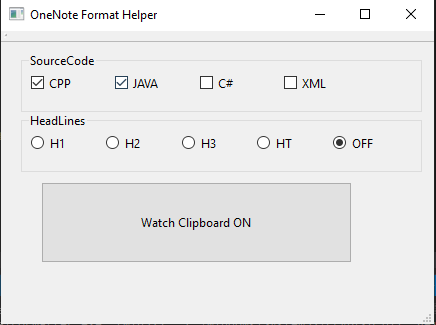 OneNote Format Helper
SourceCode
CPP JAVA C# XML
HeadLines
H1 H2 H3 HT OFF
Watch Clipboard ON